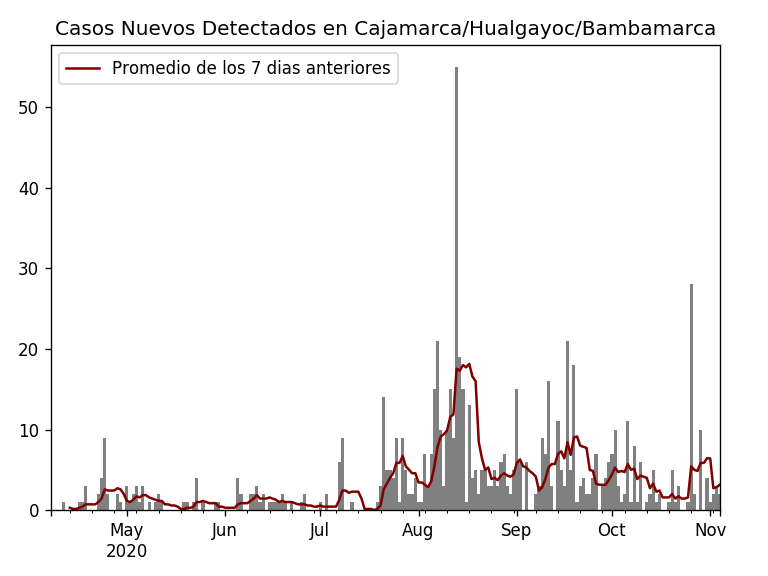 Casos Nuevos Detectados en Cajamarca/Hualgayoc/Bambamarca
Promedio de los 7 dias anteriores
50
40
30
20
10
0
May Jun Jul Aug Sep Oct Nov
2020